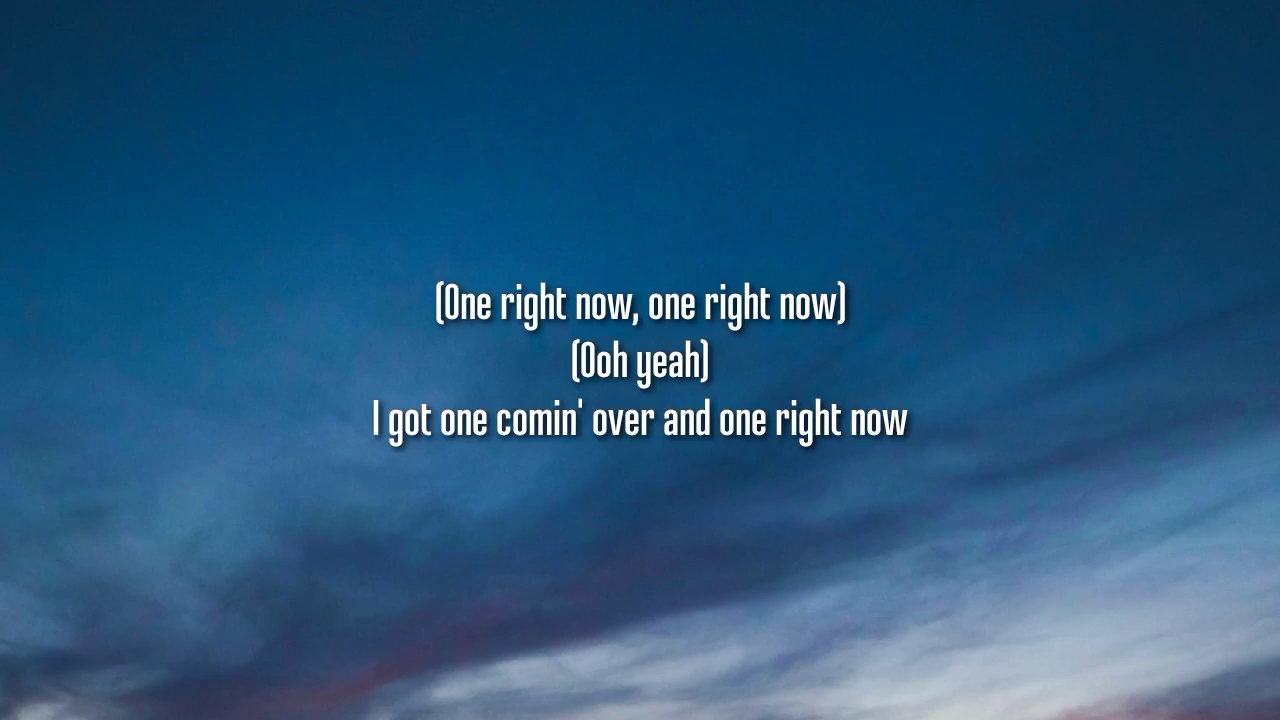 (One right now, one right now)
(Ooh yeah)
I got one comin' over and one right now